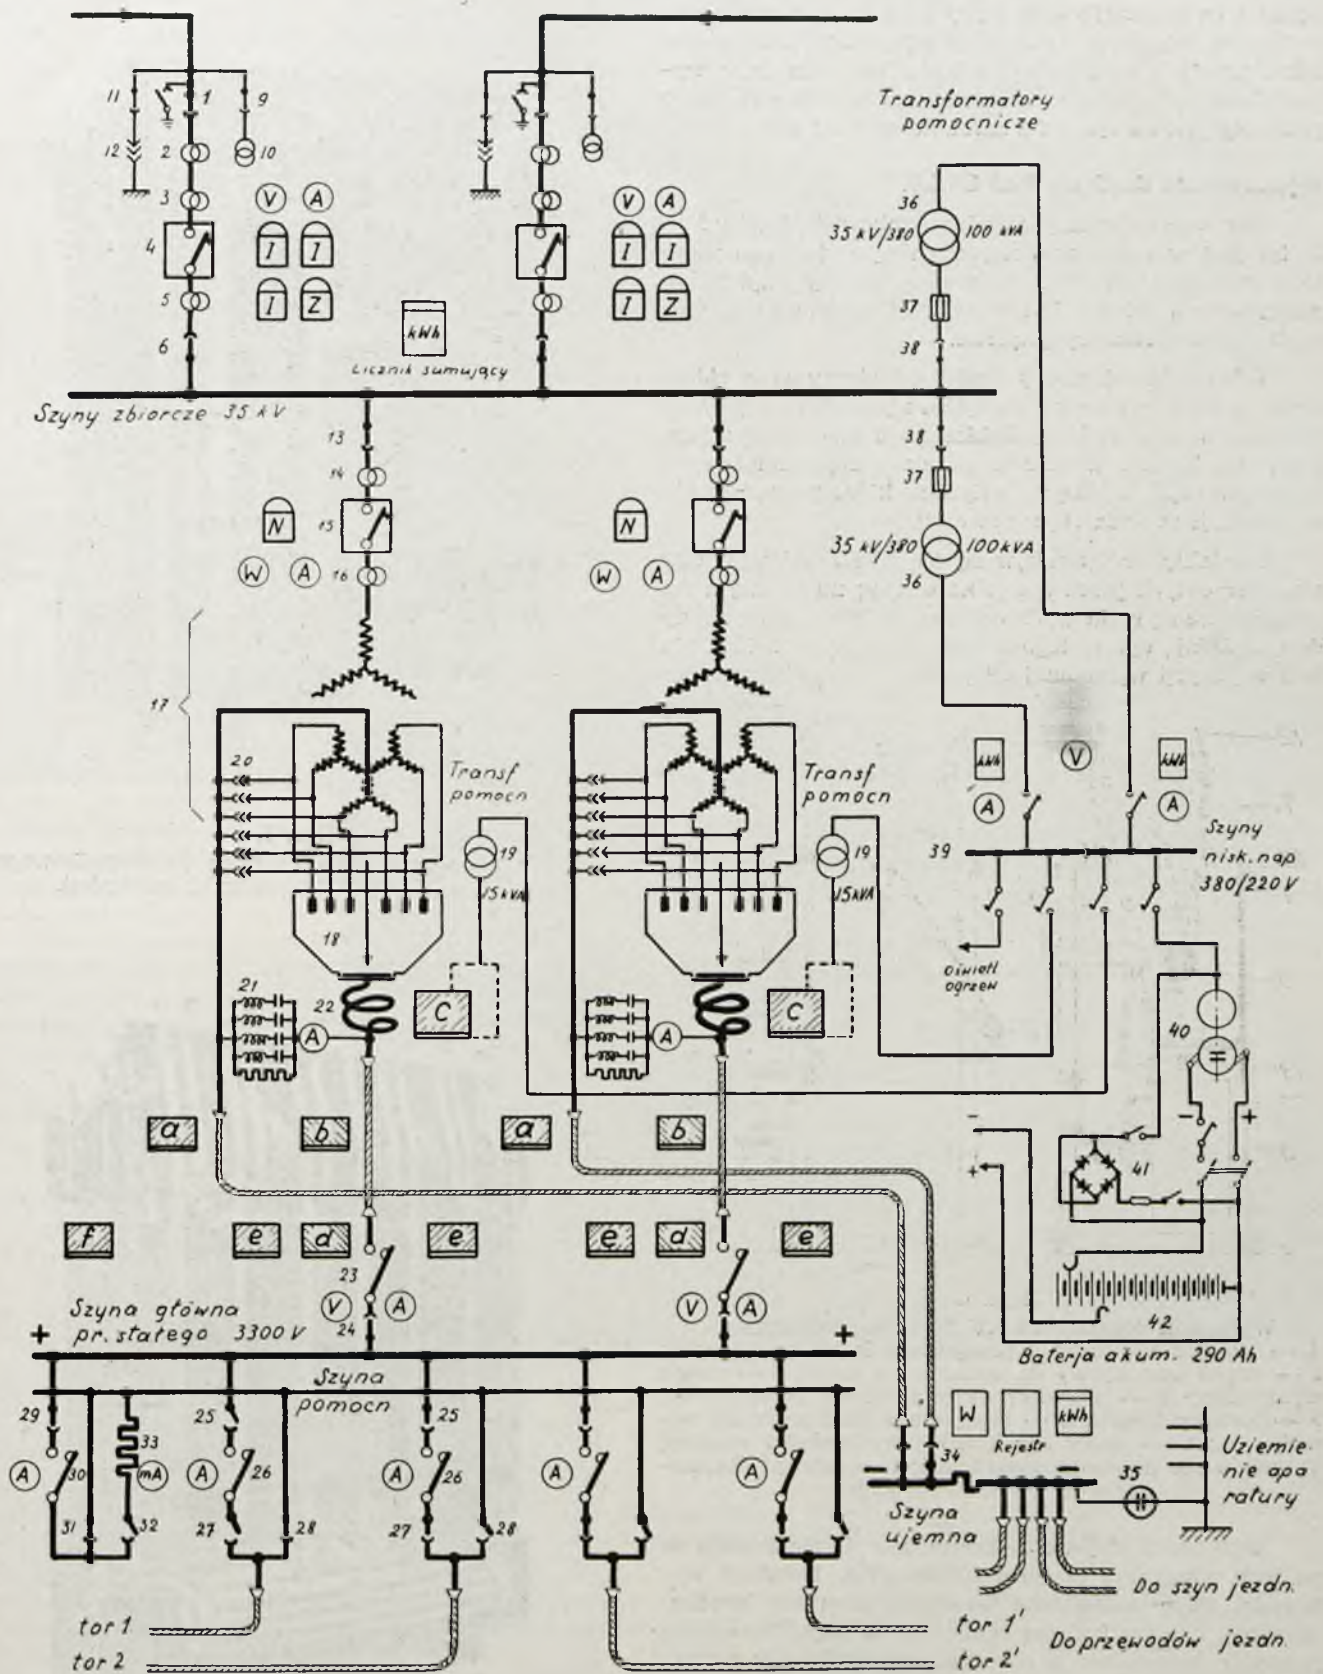 11
1
9
12
2
10
3
V A
V A
4
I I
I I
5
I Z
I Z
6
kWh
Licznik sumujący
Transformatory
pomocnicze
36
35 kV/380
100 kVA
37
38
Szyny zbiorcze 35 kV
13
38
14
37
N
15
N
W A
16
W A
35 kV/380
100 kVA
36
17
20
Transf
pomocn
Transf
pomocn
kWh
V
kWh
A
A
Szyny
nisk. nap
380/220 V
39
19
19
15 kVA
15 kVA
18
Oświetl
ogrzew
21
22
C
C
A
A
40
- +
a
b
a
b
-
+
41
f
e
d
e
e
d
e
23
V A
V A
24
42
Baterja akum. 290 Ah
Szyna główna
pr. stałego 3300 V
+
+
Szyna
pomocn
29
25
25
33
W
kWh
Rejestr
A
30
mA
A
26
A
26
A
A
34
35
Uziemie-
nie apa
ratury
31
32
27
28
27
28
-
-
Szyna
ujemna
Do szyn jezdn.
tor 1
tor 1'
Do przewodów jezdn.
tor 2
tor 2'